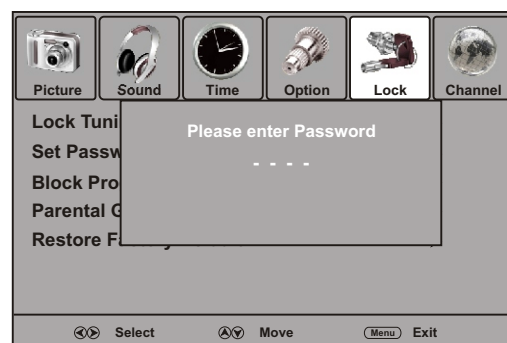 Picture Sound Time Option Lock Channel
Lock Tuni
Please enter Password
Set Passw
- - - -
Block Pro
Parental G
Restore Fa
Select Move Menu Exit